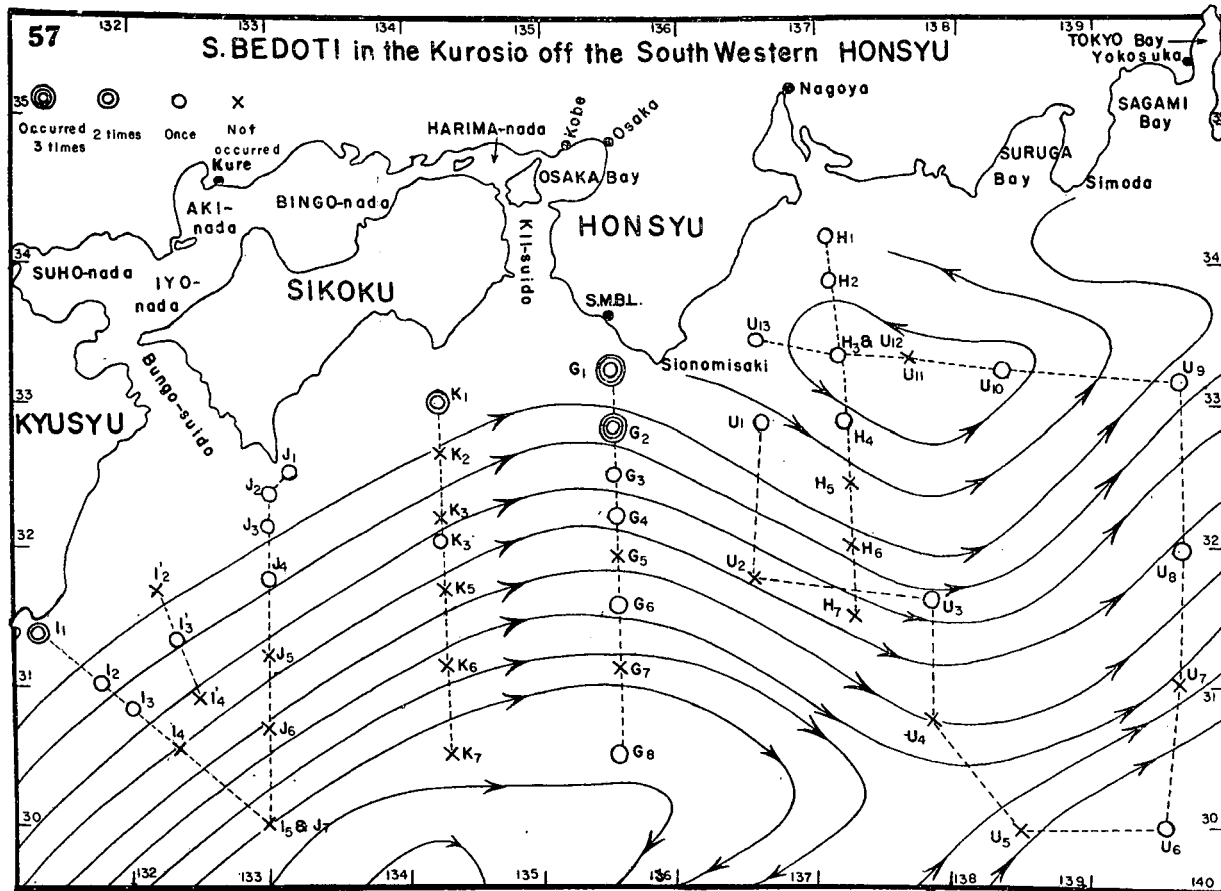 57
132 133 134 135 136 137 138 139
S. BEDOTI in the Kurosio off the South Western HONSYU
TOKYO Bay
Yokosuka
35
Occurred 3 times
2 times
Once
Not occurred
Kure
HARIMA-nada
Kobe
Osaka
Nagoya
SAGAMI Bay
SURUGA Bay
Simoda
AKI-nada
BINGO-nada
OSAKA Bay
HONSYU
KII-suido
SUHO-nada
IYO-nada
SIKOKU
S.M.B.L.
34
34
Sionomisaki
Bungo-suido
KYUSYU
33
33
H1
H2
H3 & U12
H4
H5
H6
H7
U13
U11
U10
U9
U1
U2
U3
U4
U5
U6
U7
U8
G1
G2
G3
G4
G5
G6
G7
G8
K1
K2
K3
K3
K5
K6
K7
J1
J2
J3
J4
J5
J6
I5 & J7
I'2
I'3
I'4
I1
I2
I3
I4
32
32
31
31
30
30
132 133 134 135 136 137 138 139 140